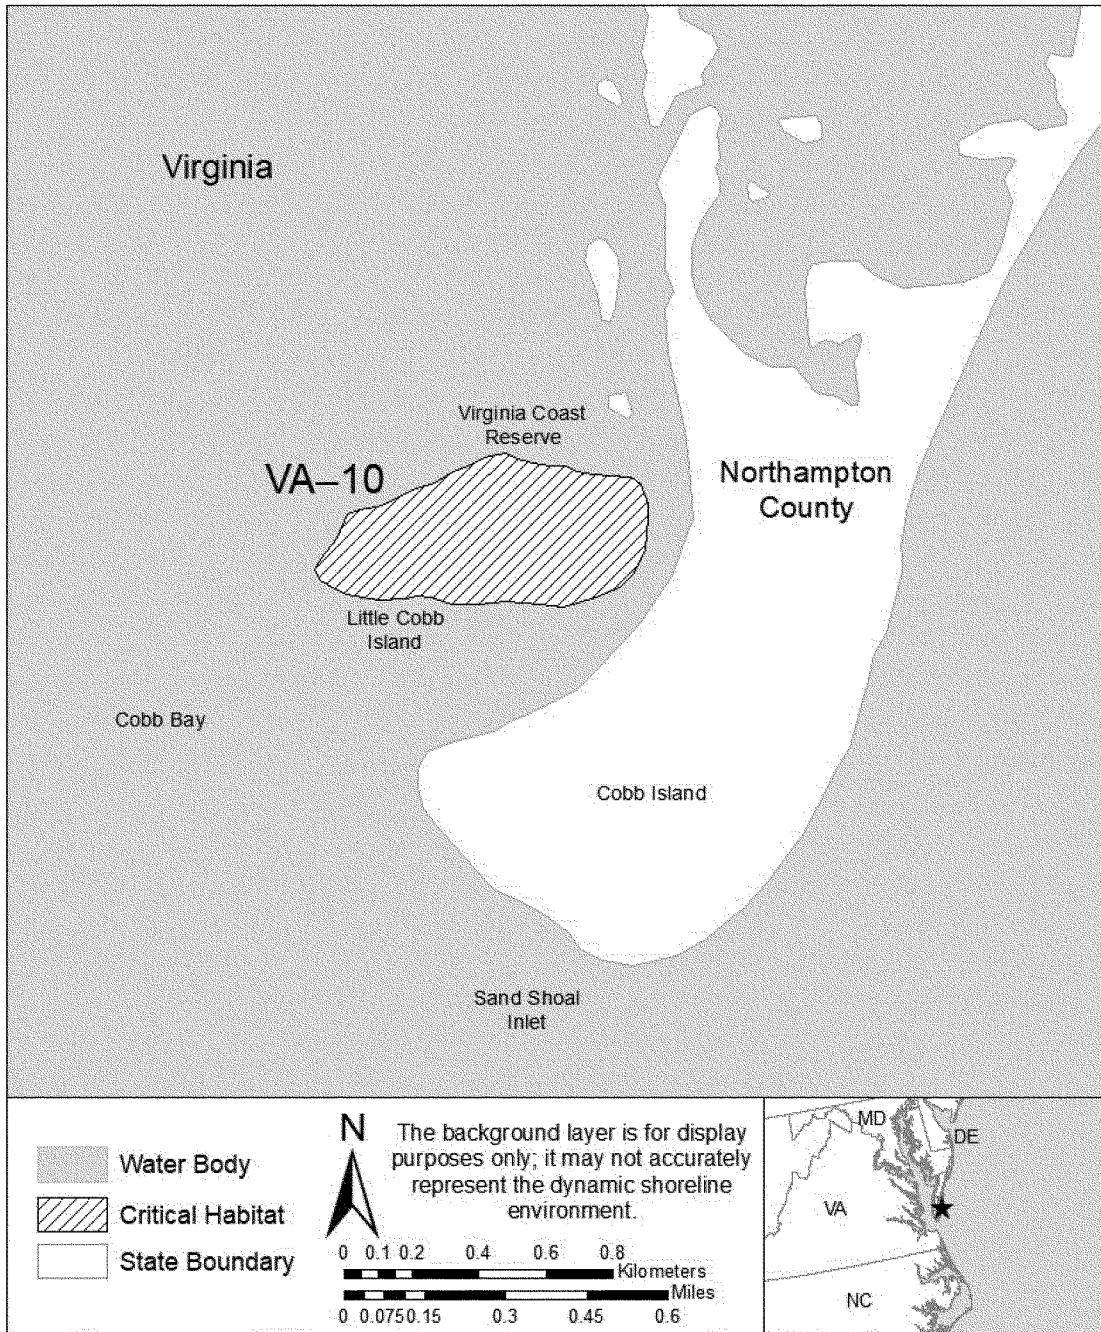 Virginia
Virginia Coast
Reserve
VA–10
Northampton
County
Little Cobb
Island
Cobb Bay
Cobb Island
Sand Shoal
Inlet
Water Body
Critical Habitat
State Boundary
N
The background layer is for display
purposes only; it may not accurately
represent the dynamic shoreline
environment.
0 0.1 0.2 0.4 0.6 0.8
Kilometers
Miles
0 0.075 0.15 0.3 0.45 0.6
MD
DE
VA
NC